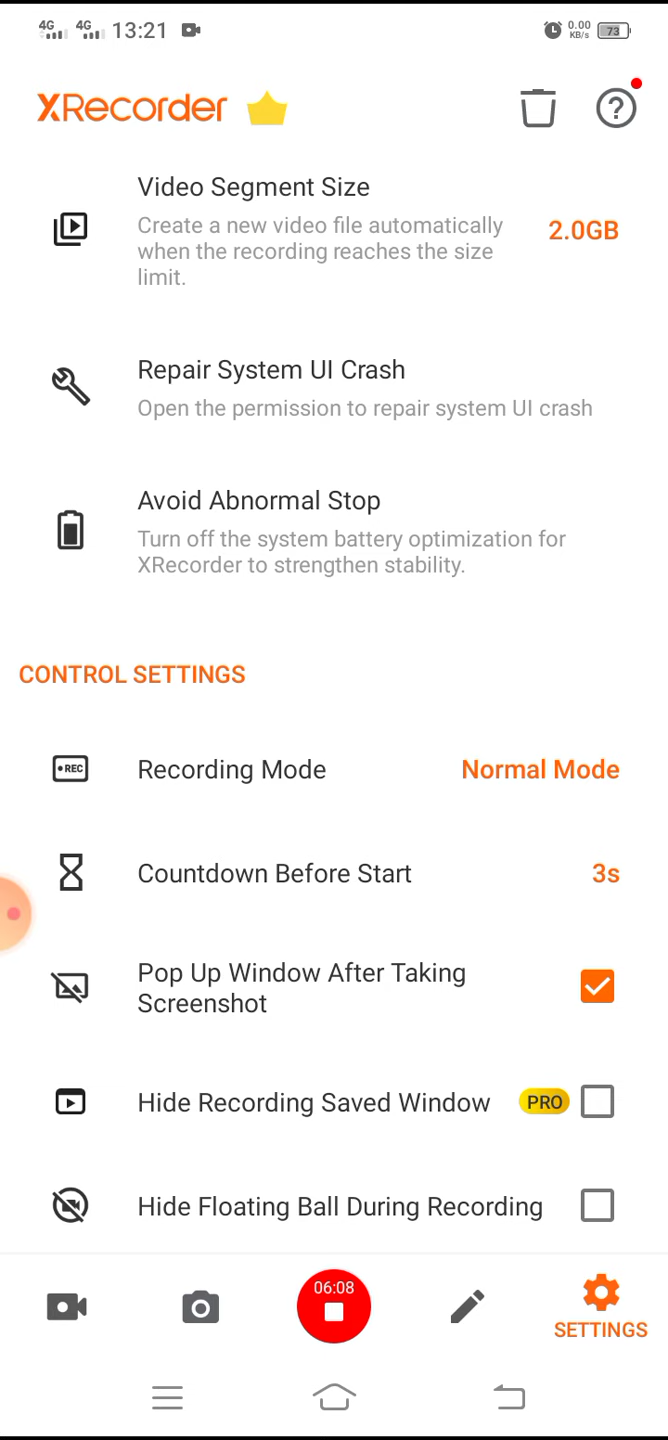 4G 4G 13:21 0.00 KB/s 73
XRecorder
Video Segment Size
Create a new video file automatically
when the recording reaches the size
limit.
2.0GB
Repair System UI Crash
Open the permission to repair system UI crash
Avoid Abnormal Stop
Turn off the system battery optimization for
XRecorder to strengthen stability.
CONTROL SETTINGS
REC Recording Mode Normal Mode
Countdown Before Start 3s
Pop Up Window After Taking
Screenshot
Hide Recording Saved Window PRO
Hide Floating Ball During Recording
06:08
SETTINGS